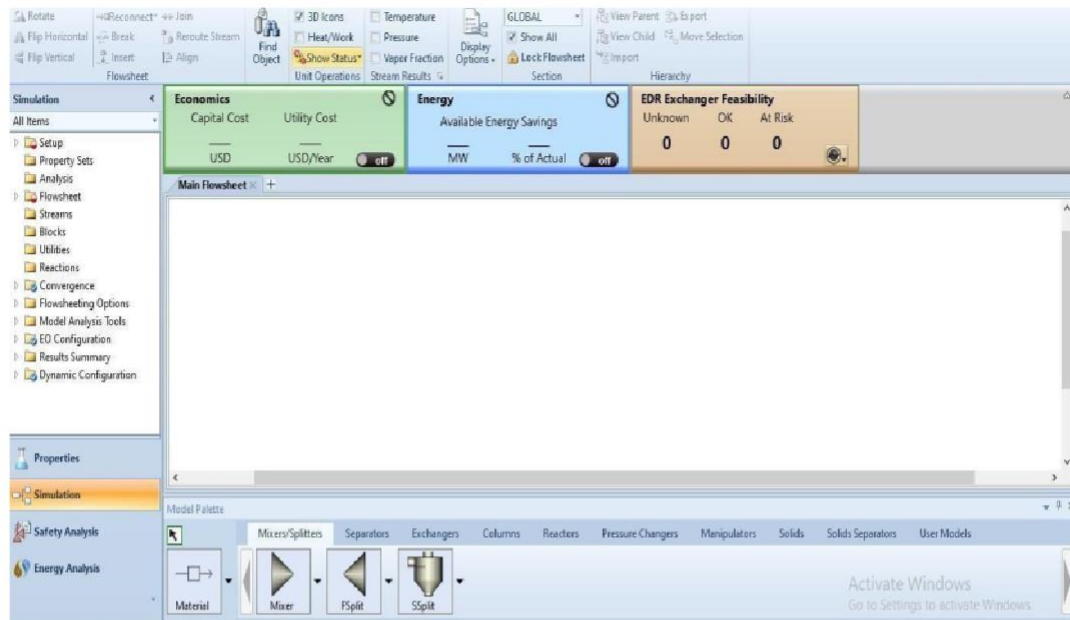 Rotate Reconnect Join 3D Icons Temperature GLOBAL View Parent Export
Flip Horizontal Break Reroute Stream Heat/Work Pressure Show All View Child Move Selection
Flip Vertical Insert Align Find Object Show Status Vapor Fraction Display Options Lock Flowsheet Import
Flowsheet Unit Operations Stream Results Section Hierarchy
Simulation
All Items
Setup
Property Sets
Analysis
Flowsheet
Streams
Blocks
Utilities
Reactions
Convergence
Flowsheeting Options
Model Analysis Tools
EO Configuration
Results Summary
Dynamic Configuration
Properties
Simulation
Safety Analysis
Energy Analysis
Economics
Capital Cost Utility Cost
USD USD/Year off
Energy
Available Energy Savings
MW % of Actual off
EDR Exchanger Feasibility
Unknown OK At Risk
0 0 0
Main Flowsheet × +
Model Palette
Mixers/Splitters Separators Exchangers Columns Reactors Pressure Changers Manipulators Solids Solids Separators User Models
Material Mixer FSplit SSplit
Activate Windows
Go to Settings to activate Windows.